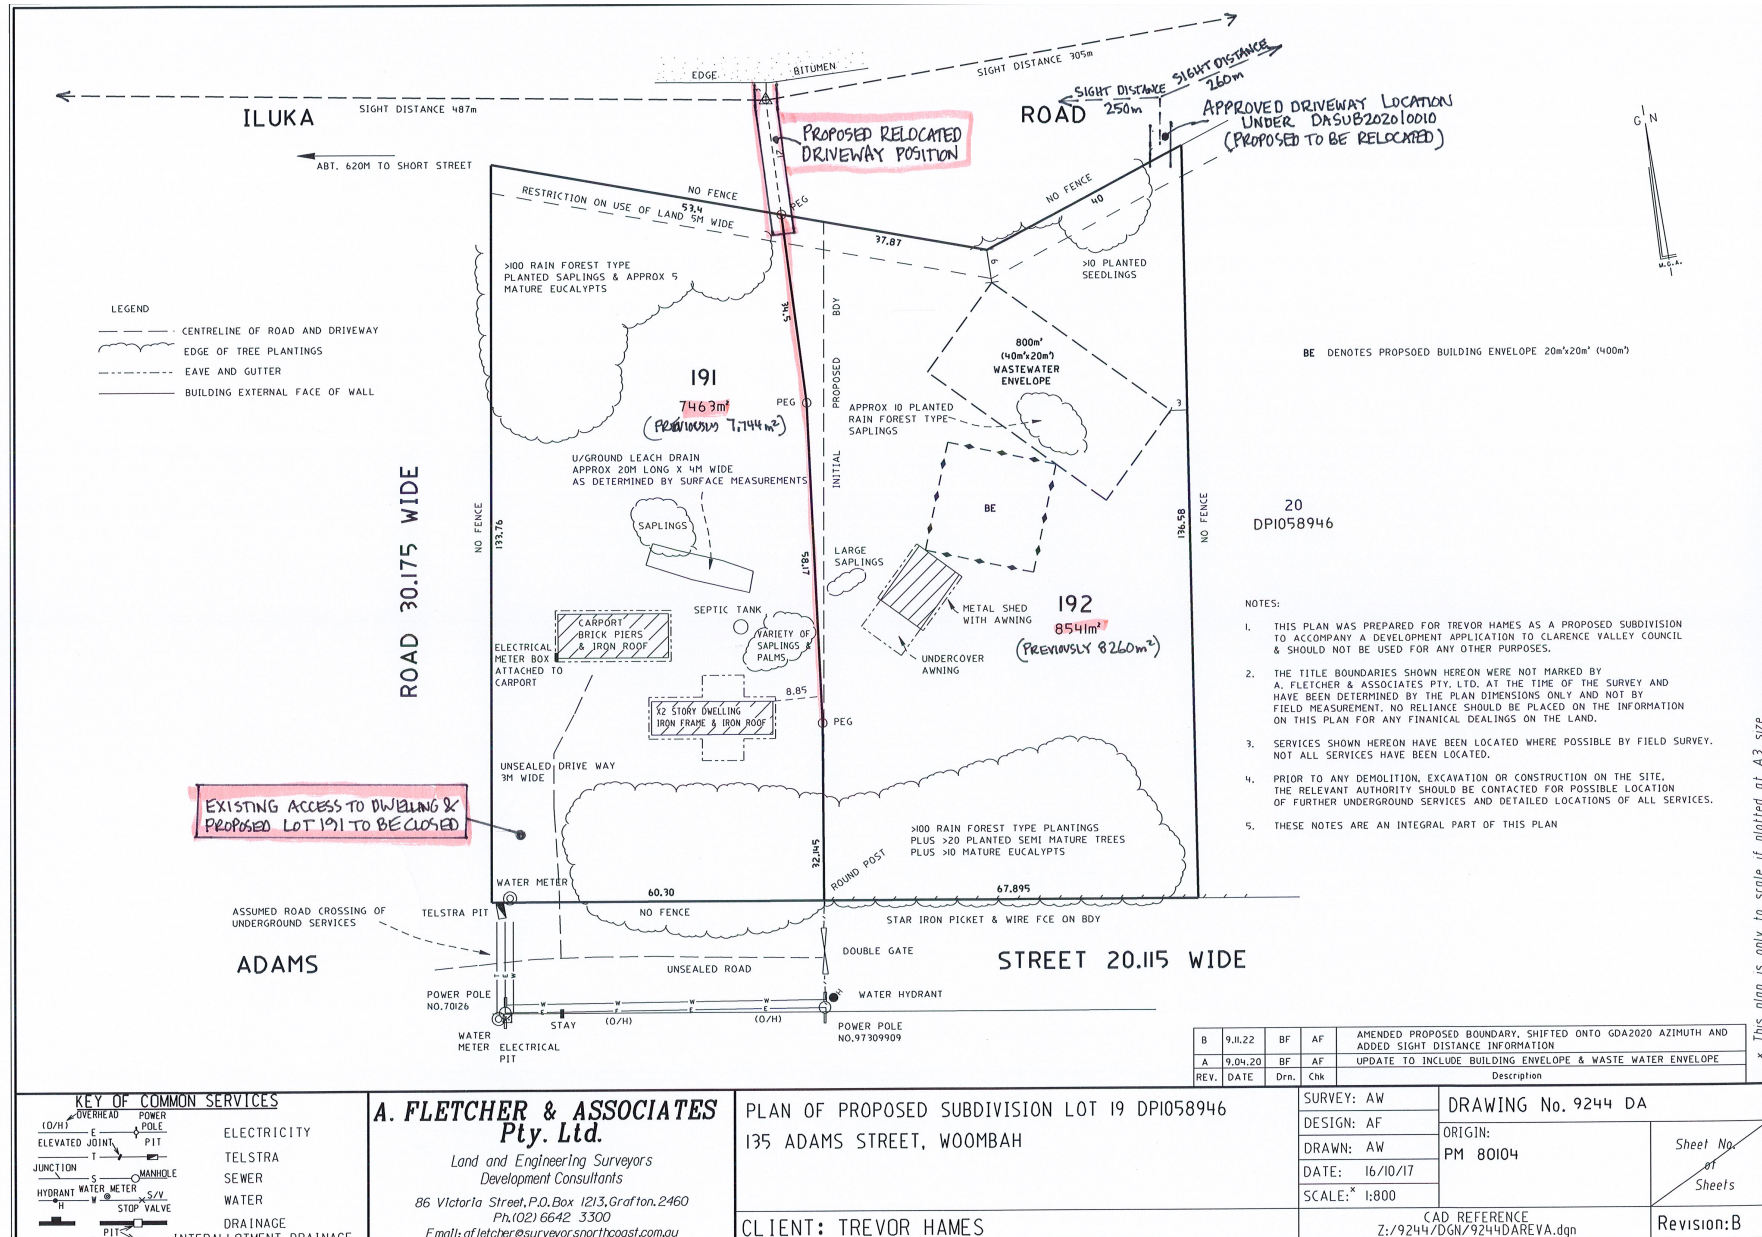 EDGE
BITUMEN
SIGHT DISTANCE 305m
SIGHT DISTANCE
260m
SIGHT DISTANCE
250m
ILUKA
SIGHT DISTANCE 487m
ROAD
APPROVED DRIVEWAY LOCATION
UNDER DASUB202010010
(PROPOSED TO BE RELOCATED)
PROPOSED RELOCATED
DRIVEWAY POSITION
ABT. 620M TO SHORT STREET
G N
M.G.A.
NO FENCE
53.4
RESTRICTION ON USE OF LAND 5M WIDE
PEG
12
37.87
NO FENCE
40
6
>100 RAIN FOREST TYPE
PLANTED SAPLINGS & APPROX 5
MATURE EUCALYPTS
>10 PLANTED
SEEDLINGS
LEGEND
CENTRELINE OF ROAD AND DRIVEWAY
EDGE OF TREE PLANTINGS
EAVE AND GUTTER
BUILDING EXTERNAL FACE OF WALL
34.5
INITIAL PROPOSED BDY
800m²
(40m'x20m')
WASTEWATER
ENVELOPE
BE DENOTES PROPSOED BUILDING ENVELOPE 20m'x20m' (400m²)
191
7463m²
(PREVIOUSLY 7,744m²)
PEG
APPROX 10 PLANTED
RAIN FOREST TYPE
SAPLINGS
3
U/GROUND LEACH DRAIN
APPROX 20M LONG X 4M WIDE
AS DETERMINED BY SURFACE MEASUREMENTS
ROAD 30.175 WIDE
NO FENCE
133.76
SAPLINGS
58.17
BE
136.58
NO FENCE
20
DP1058946
LARGE
SAPLINGS
SEPTIC TANK
VARIETY OF
SAPLINGS &
PALMS
METAL SHED
WITH AWNING
192
8541m²
(PREVIOUSLY 8260m²)
UNDERCOVER
AWNING
CARPORT
BRICK PIERS
& IRON ROOF
ELECTRICAL
METER BOX
ATTACHED TO
CARPORT
8.85
X2 STORY DWELLING
IRON FRAME & IRON ROOF
PEG
UNSEALED DRIVE WAY
3M WIDE
EXISTING ACCESS TO DWELLING &
PROPOSED LOT 191 TO BE CLOSED
NOTES:
1. THIS PLAN WAS PREPARED FOR TREVOR HAMES AS A PROPOSED SUBDIVISION
TO ACCOMPANY A DEVELOPMENT APPLICATION TO CLARENCE VALLEY COUNCIL
& SHOULD NOT BE USED FOR ANY OTHER PURPOSES.
2. THE TITLE BOUNDARIES SHOWN HEREON WERE NOT MARKED BY
A. FLETCHER & ASSOCIATES PTY. LTD. AT THE TIME OF THE SURVEY AND
HAVE BEEN DETERMINED BY THE PLAN DIMENSIONS ONLY AND NOT BY
FIELD MEASUREMENT. NO RELIANCE SHOULD BE PLACED ON THE INFORMATION
ON THIS PLAN FOR ANY FINANICAL DEALINGS ON THE LAND.
3. SERVICES SHOWN HEREON HAVE BEEN LOCATED WHERE POSSIBLE BY FIELD SURVEY.
NOT ALL SERVICES HAVE BEEN LOCATED.
4. PRIOR TO ANY DEMOLITION, EXCAVATION OR CONSTRUCTION ON THE SITE,
THE RELEVANT AUTHORITY SHOULD BE CONTACTED FOR POSSIBLE LOCATION
OF FURTHER UNDERGROUND SERVICES AND DETAILED LOCATIONS OF ALL SERVICES.
5. THESE NOTES ARE AN INTEGRAL PART OF THIS PLAN
x This plan is only to scale if plotted at A3 size
>100 RAIN FOREST TYPE PLANTINGS
PLUS >20 PLANTED SEMI MATURE TREES
PLUS >10 MATURE EUCALYPTS
32.145
ROUND POST
WATER METER
60.30
67.895
TELSTRA PIT
NO FENCE
STAR IRON PICKET & WIRE FCE ON BDY
ASSUMED ROAD CROSSING OF
UNDERGROUND SERVICES
ADAMS
DOUBLE GATE
STREET 20.115 WIDE
UNSEALED ROAD
T E W
POWER POLE
NO.70126
W W W W
E E E E
H
WATER HYDRANT
STAY
(O/H)
(O/H)
WATER
METER
ELECTRICAL
PIT
POWER POLE
NO.97309909
B 9.11.22 BF AF AMENDED PROPOSED BOUNDARY, SHIFTED ONTO GDA2020 AZIMUTH AND
ADDED SIGHT DISTANCE INFORMATION
A 9.04.20 BF AF UPDATE TO INCLUDE BUILDING ENVELOPE & WASTE WATER ENVELOPE
REV. DATE Drn. Chk Description
KEY OF COMMON SERVICES
OVERHEAD
POWER
POLE
(O/H) E
ELECTRICITY
ELEVATED JOINT
PIT
T
TELSTRA
JUNCTION
S
MANHOLE
SEWER
HYDRANT
WATER METER
S/V
H
W
STOP VALVE
WATER
DRAINAGE
PIT
INTERALLOTMENT DRAINAGE
A. FLETCHER & ASSOCIATES
Pty. Ltd.
Land and Engineering Surveyors
Development Consultants
86 Victoria Street,P.O.Box 1213,Grafton.2460
Ph.(02) 6642 3300
Email: afletcher@surveyorsnorthcoast.com.au
PLAN OF PROPOSED SUBDIVISION LOT 19 DP1058946
135 ADAMS STREET, WOOMBAH
CLIENT: TREVOR HAMES
SURVEY: AW
DESIGN: AF
DRAWN: AW
DATE: 16/10/17
SCALE:x 1:800
DRAWING No. 9244 DA
ORIGIN:
PM 80104
Sheet No.
of
Sheets
CAD REFERENCE
Z:/9244/DGN/9244DAREVA.dgn
Revision:B